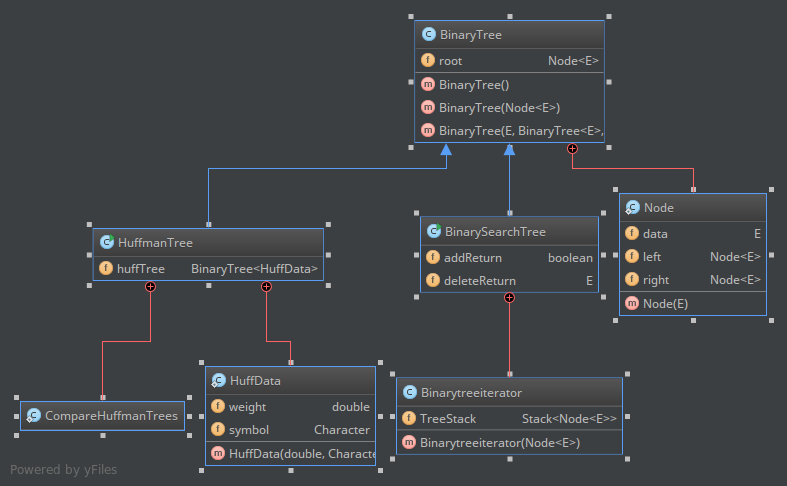 C BinaryTree
f root Node<E>
m BinaryTree()
m BinaryTree(Node<E>)
m BinaryTree(E, BinaryTree<E>,
C HuffmanTree
f huffTree BinaryTree<HuffData>
C BinarySearchTree
f addReturn boolean
f deleteReturn E
C Node
f data E
f left Node<E>
f right Node<E>
m Node(E)
C CompareHuffmanTrees
C HuffData
f weight double
f symbol Character
m HuffData(double, Characte
C Binarytreeiterator
f TreeStack Stack<Node<E>>
m Binarytreeiterator(Node<E>)
Powered by yFiles